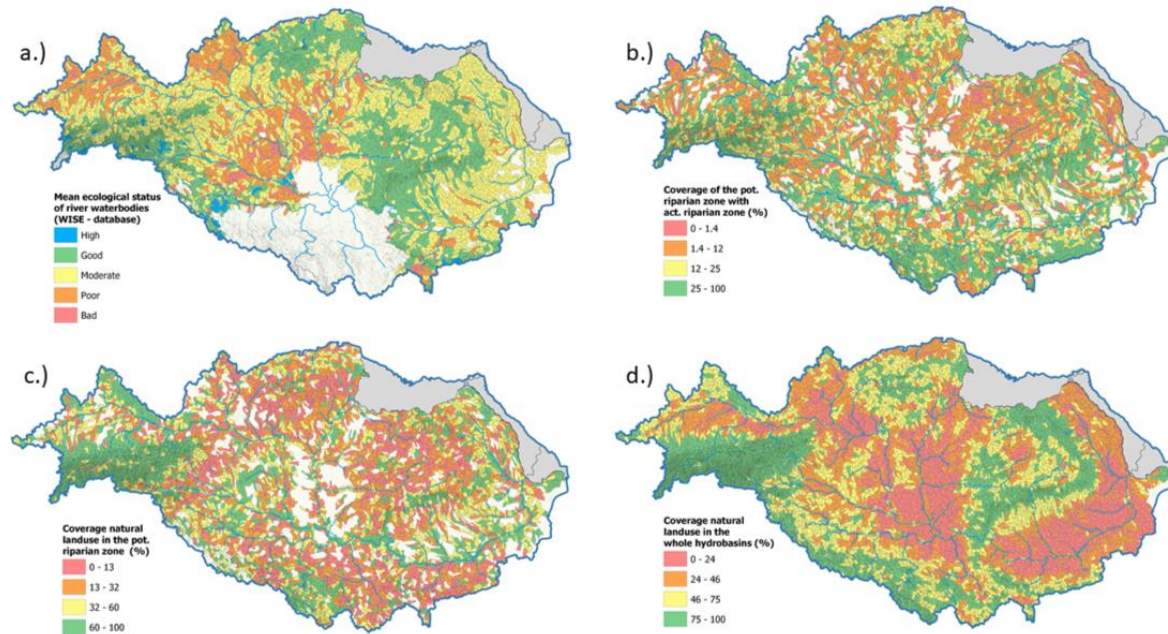 a.)
Mean ecological status
of river waterbodies
(WISE - database)
High
Good
Moderate
Poor
Bad
b.)
Coverage of the pot.
riparian zone with
act. riparian zone (%)
0 - 1.4
1.4 - 12
12 - 25
25 - 100
c.)
Coverage natural
landuse in the pot.
riparian zone (%)
0 - 13
13 - 32
32 - 60
60 - 100
d.)
Coverage natural
landuse in the
whole hydrobasins (%)
0 - 24
24 - 46
46 - 75
75 - 100